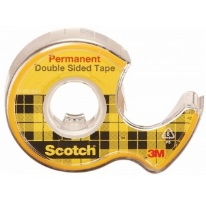 Permanent
Double Sided Tape
Scotch
3M